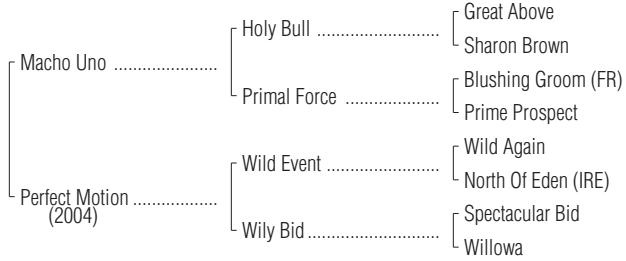 Great Above
Holy Bull ........................
Sharon Brown
Macho Uno ....................
Blushing Groom (FR)
Primal Force ..................
Prime Prospect
Wild Again
Wild Event ......................
North Of Eden (IRE)
Perfect Motion ................
(2004)
Spectacular Bid
Wily Bid .........................
Willowa